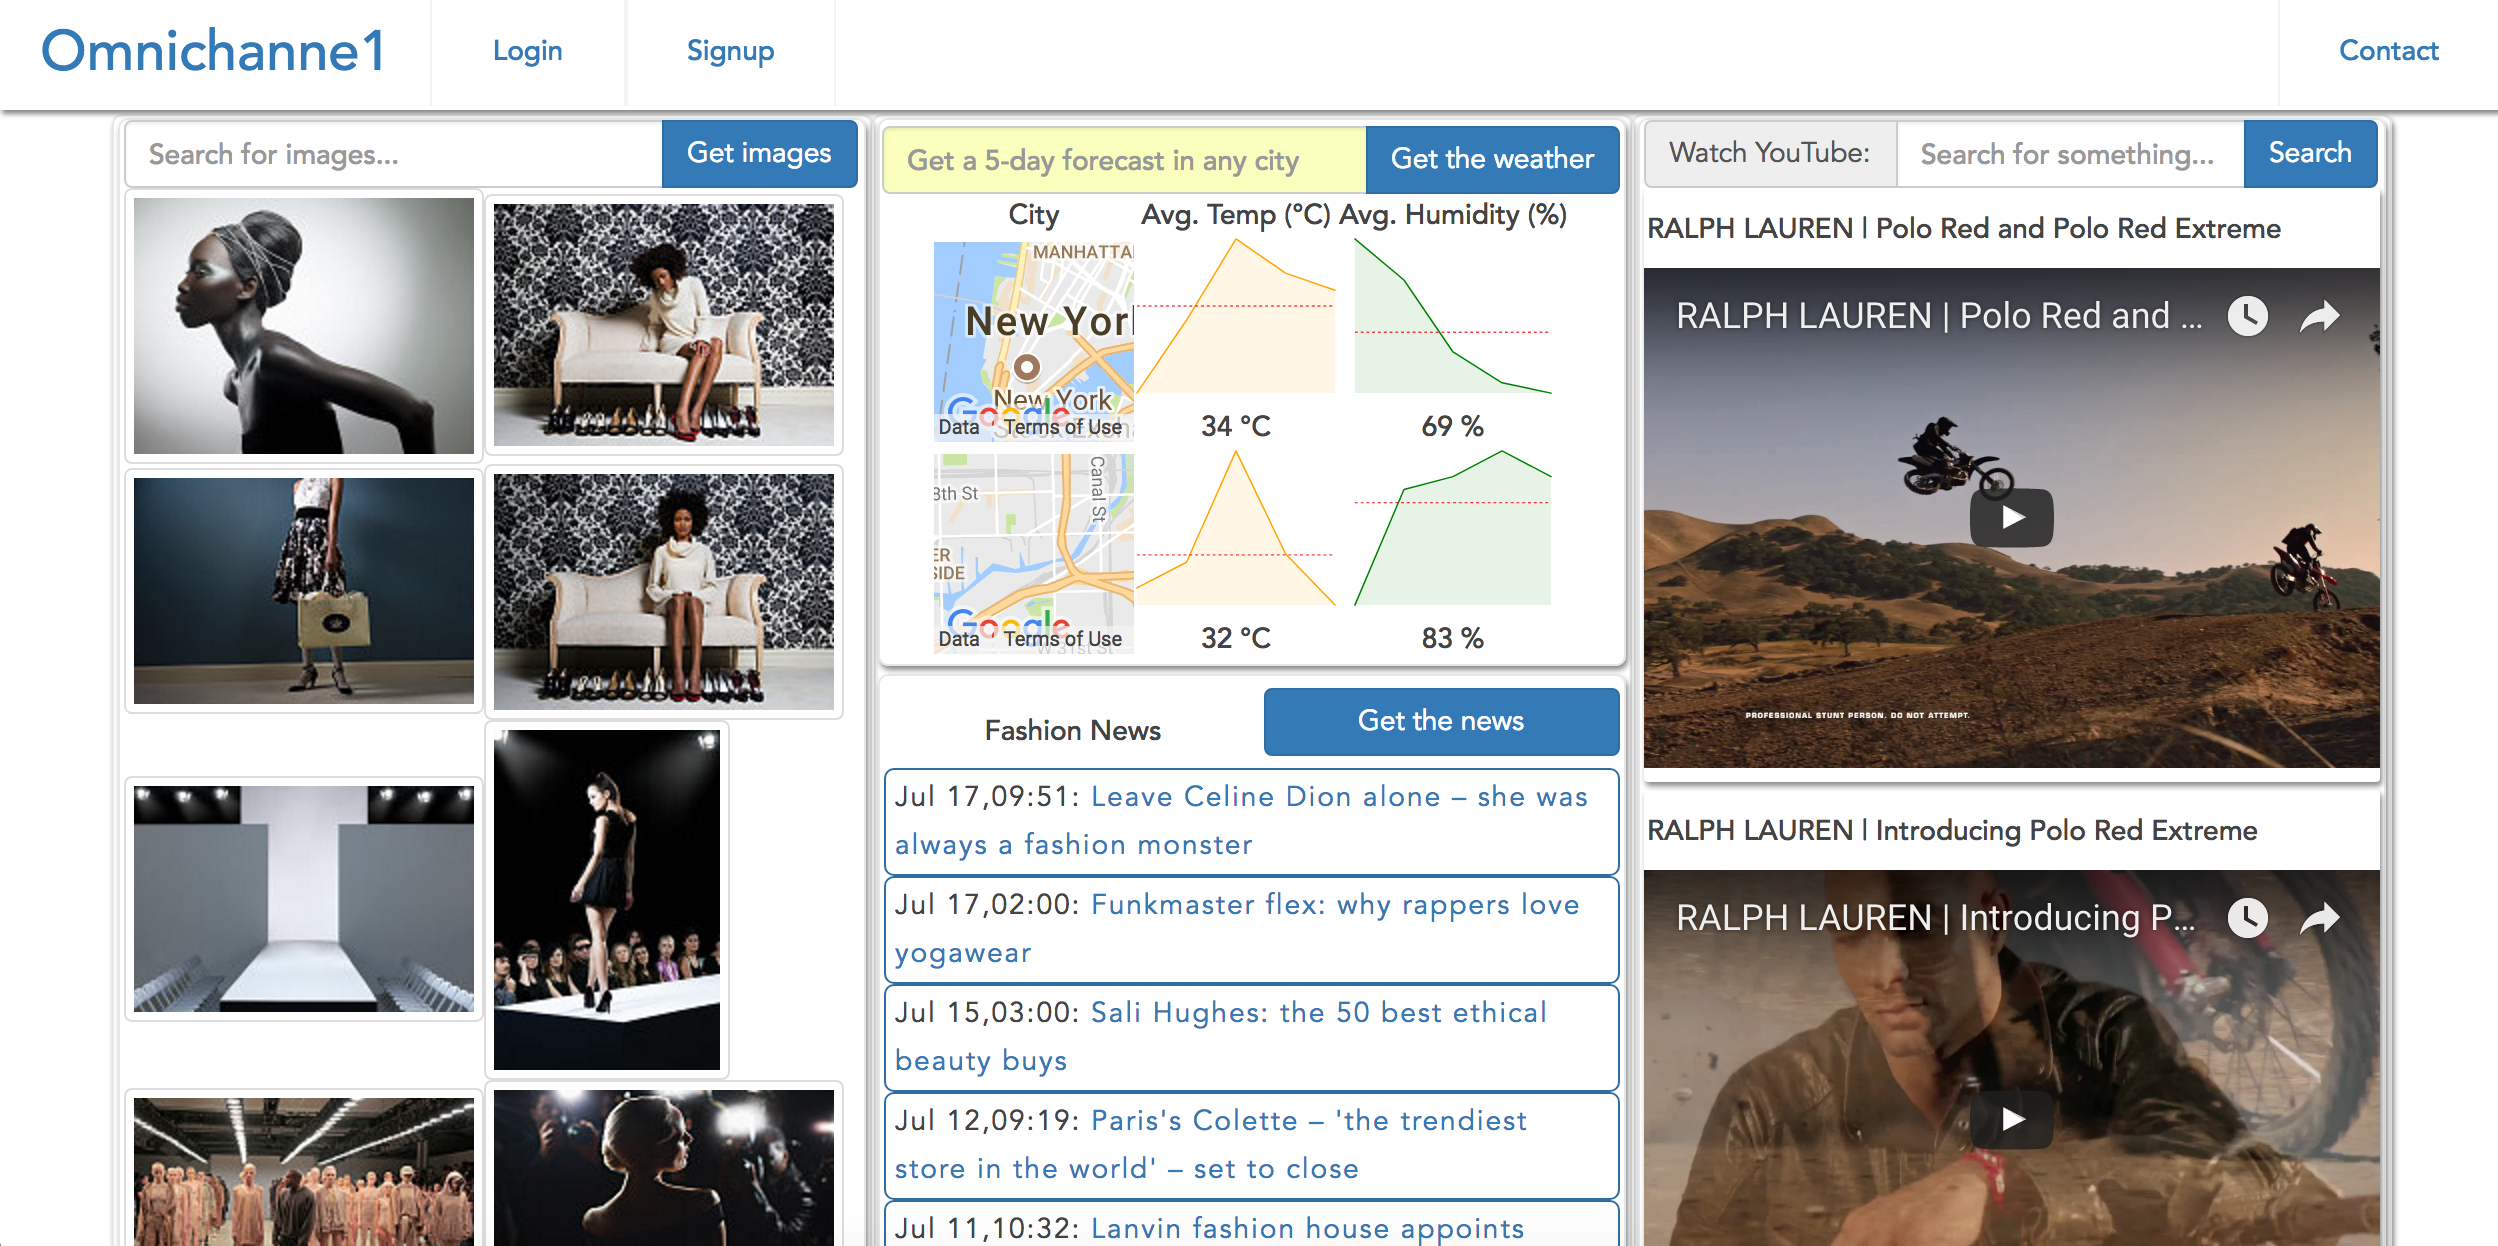 Omnichanne1
Login
Signup
Contact
Search for images...
Get images
Get a 5-day forecast in any city
Get the weather
City
Avg. Temp (°C)
Avg. Humidity (%)
MANHATTA
New Yor
New York
Google
Data
Terms of Use
34 °C
69 %
8th St
Canal St
ER
SIDE
Google
Data
Terms of Use
W 31st St
32 °C
83 %
Fashion News
Get the news
Jul 17,09:51: Leave Celine Dion alone – she was
always a fashion monster
Jul 17,02:00: Funkmaster flex: why rappers love
yogawear
Jul 15,03:00: Sali Hughes: the 50 best ethical
beauty buys
Jul 12,09:19: Paris's Colette – 'the trendiest
store in the world' – set to close
Jul 11,10:32: Lanvin fashion house appoints
Watch YouTube:
Search for something...
Search
RALPH LAUREN | Polo Red and Polo Red Extreme
RALPH LAUREN | Polo Red and ...
PROFESSIONAL STUNT PERSON. DO NOT ATTEMPT.
RALPH LAUREN | Introducing Polo Red Extreme
RALPH LAUREN | Introducing P...